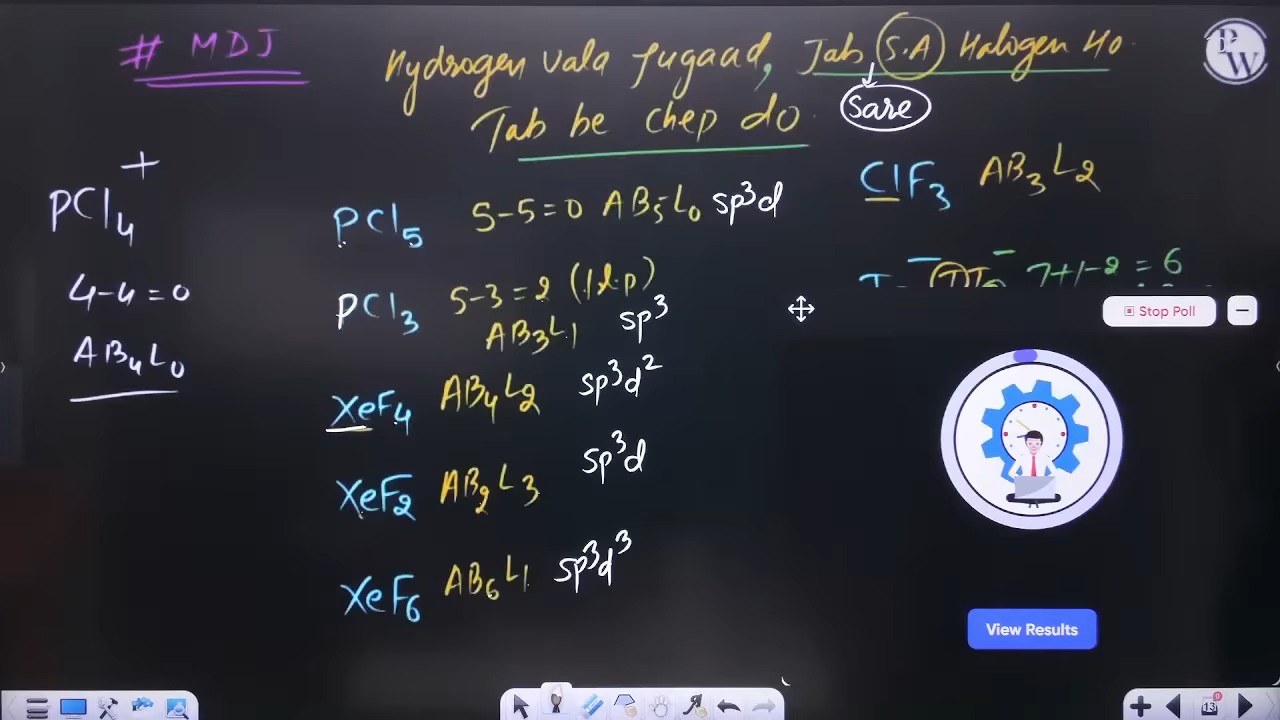 # MDJ
Hydrogen vala jugaad, Jab S.A Halogen Ho.
Tab be chep do.
Sare
PW
PCl4+
4-4=0
AB4L0
PCl5 5-5=0 AB5L0 sp³d
PCl3 5-3=2 (1l.p)
AB3L1 sp³
XeF4 AB4L2 sp³d²
XeF2 AB2L3 sp³d
XeF6 AB6L1 sp³d³
ClF3 AB3L2
7+1-2=6
Stop Poll
View Results
13